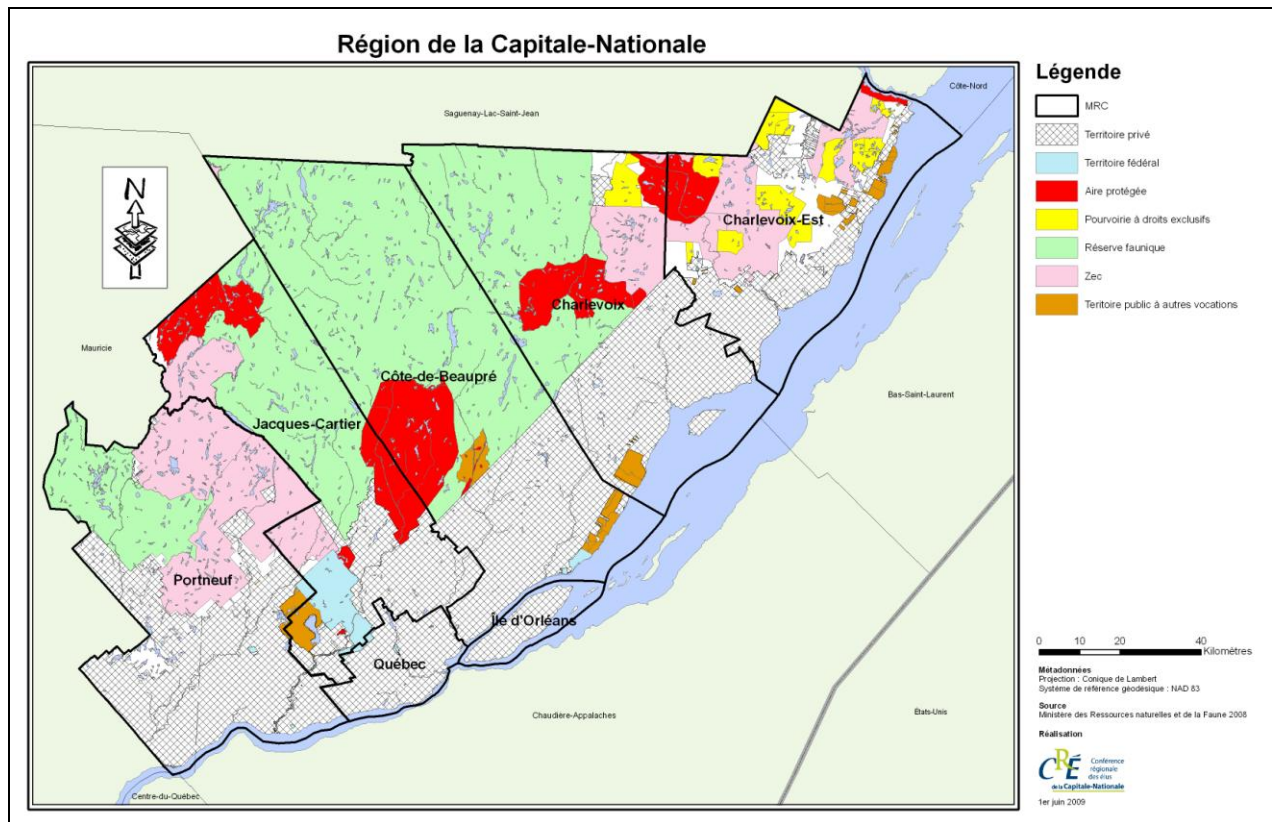 Région de la Capitale-Nationale
Légende
MRC
Territoire privé
Territoire fédéral
Aire protégée
Pourvoirie à droits exclusifs
Réserve faunique
Zec
Territoire public à autres vocations
Côte-Nord
Saguenay-Lac-Saint-Jean
N
Charlevoix-Est
Charlevoix
Mauricie
Côte-de-Beaupré
Bas-Saint-Laurent
Jacques-Cartier
Portneuf
Île d'Orléans
Québec
Chaudière-Appalaches
États-Unis
Centre-du-Québec
0 10 20 40
Kilomètres
Métadonnées
Projection : Conique de Lambert
Système de référence géodésique : NAD 83
Source
Ministere des Ressources naturelles et de la Faune 2008
Réalisation
CRÉ Conférence
régionale
des élus
de la Capitale-Nationale
1er juin 2009